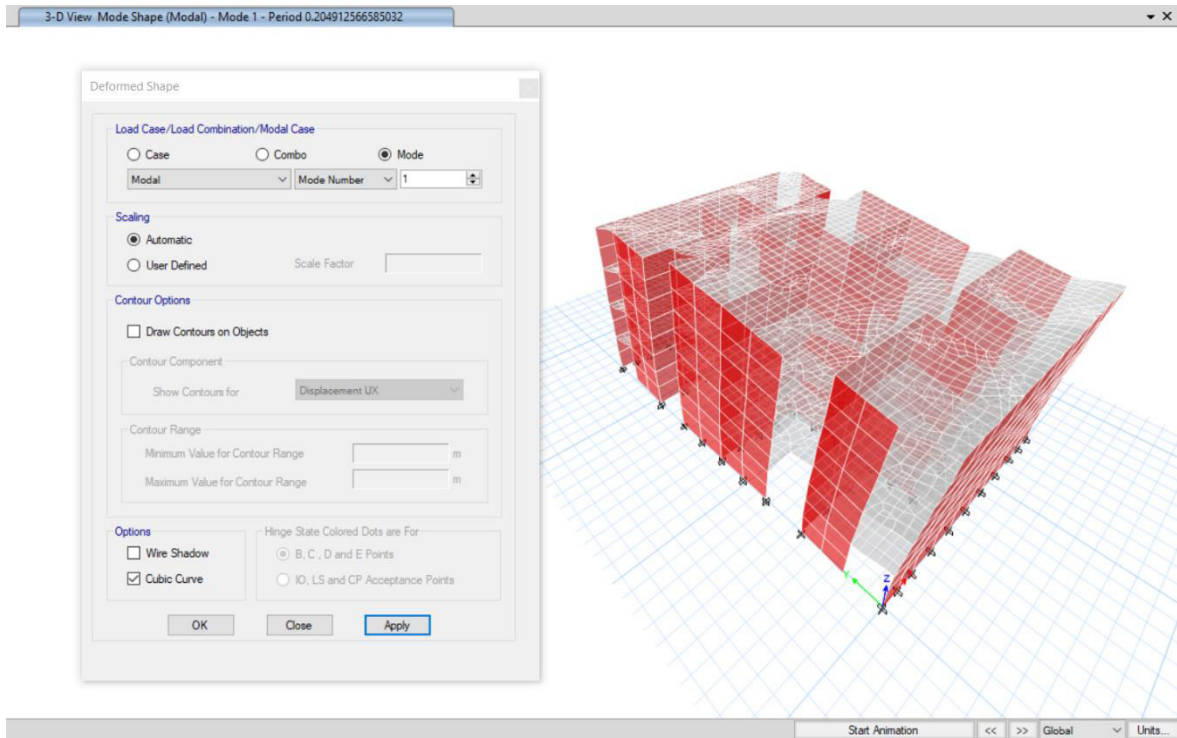 3-D View Mode Shape (Modal) - Mode 1 - Period 0.204912566585032
Deformed Shape
Load Case/Load Combination/Modal Case
Case Combo Mode
Modal Mode Number 1
Scaling
Automatic
User Defined Scale Factor
Contour Options
Draw Contours on Objects
Contour Component
Show Contours for Displacement UX
Contour Range
Minimum Value for Contour Range m
Maximum Value for Contour Range m
Options Hinge State Colored Dots are For
Wire Shadow B, C , D and E Points
Cubic Curve IO, LS and CP Acceptance Points
OK Close Apply
Y Z
Start Animation << >> Global Units...